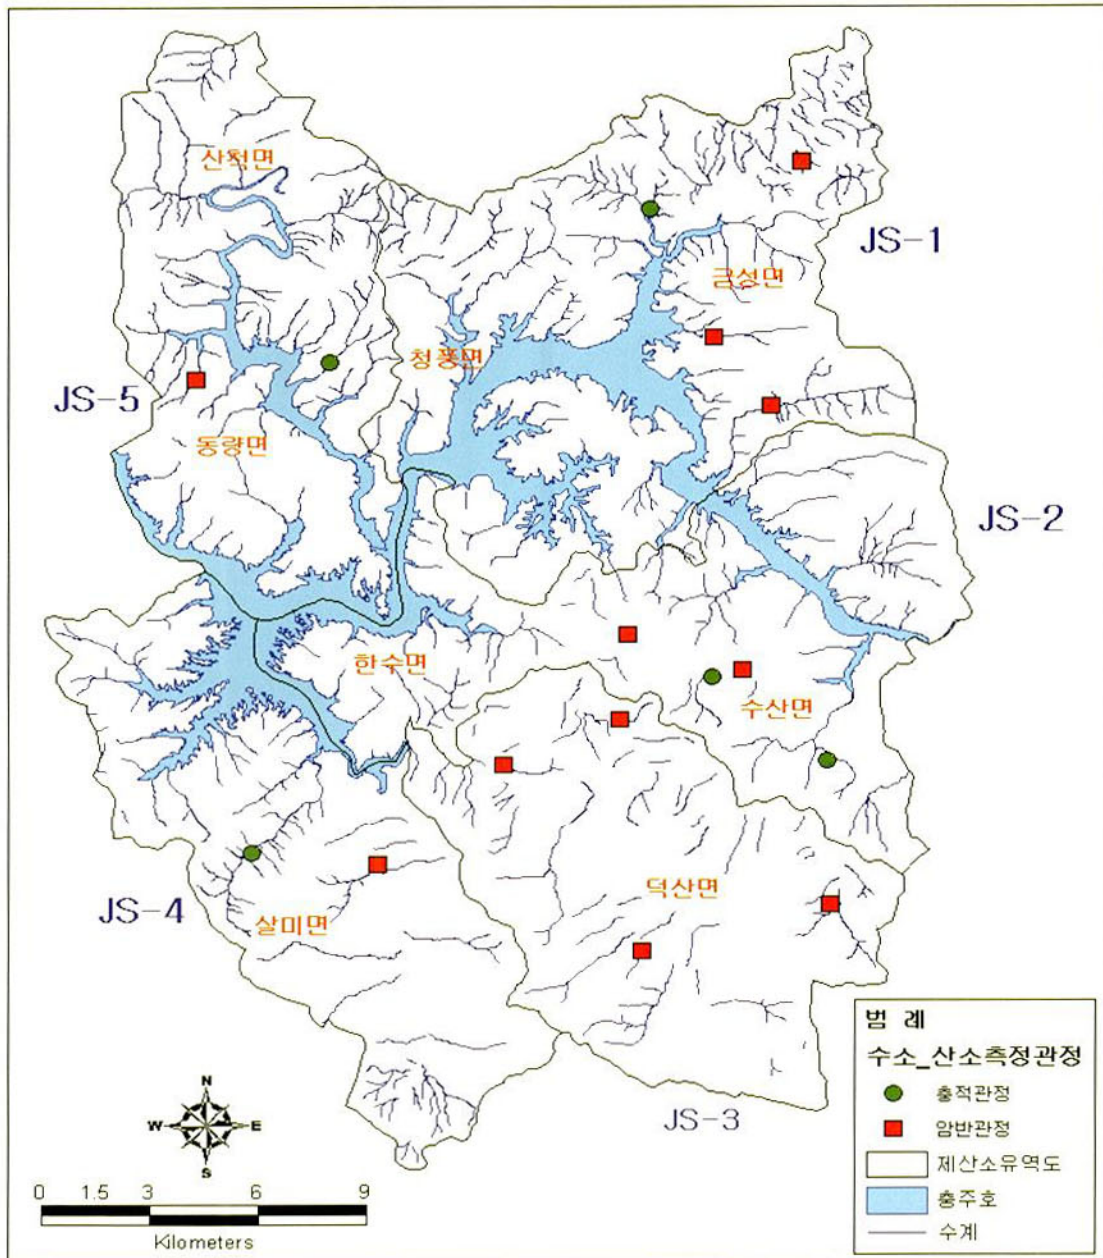 산척면
JS-1
금성면
청풍면
JS-5
동량면
JS-2
한수면
수산면
덕산면
JS-4
살미면
범 례
수소_산소측정관정
충적관정
암반관정
제산소유역도
충주호
수계
JS-3
N
W
E
S
0 1.5 3 6 9
Kilometers